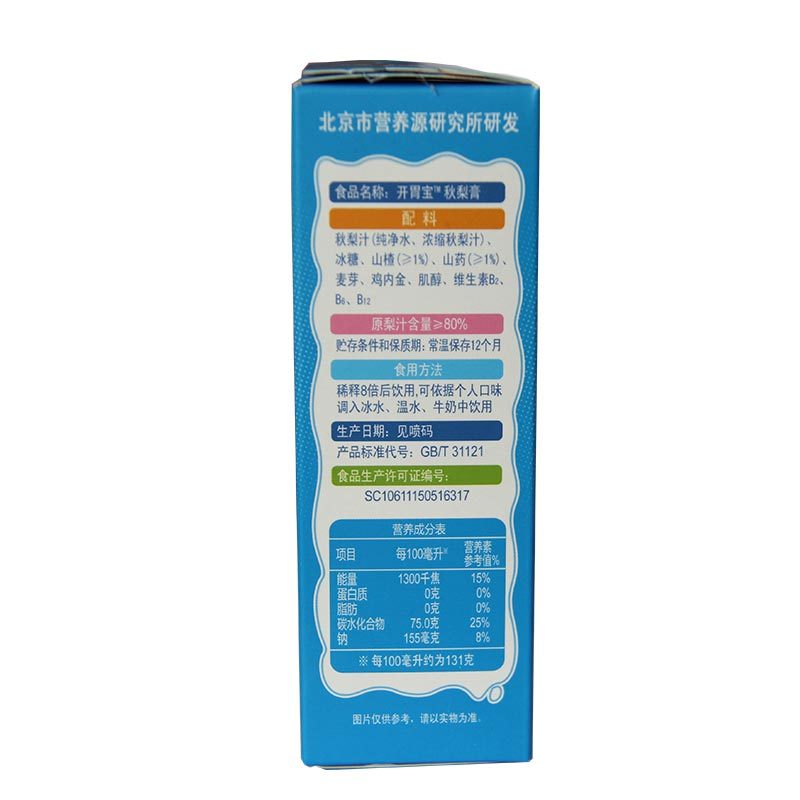 北京市营养源研究所研发
食品名称：开胃宝™ 秋梨膏
配 料
秋梨汁(纯净水、浓缩秋梨汁)、
冰糖、山楂(≥1%)、山药(≥1%)、
麦芽、鸡内金、肌醇、维生素B₂、
B₆、B₁₂
原梨汁含量≥80%
贮存条件和保质期：常温保存12个月
食用方法
稀释8倍后饮用,可依据个人口味
调入冰水、温水、牛奶中饮用
生产日期：见喷码
产品标准代号：GB/T 31121
食品生产许可证编号：
SC10611150516317
营养成分表
项目 每100毫升※ 营养素参考值%
能量 1300千焦 15%
蛋白质 0克 0%
脂肪 0克 0%
碳水化合物 75.0克 25%
钠 155毫克 8%
※ 每100毫升约为131克
图片仅供参考，请以实物为准。